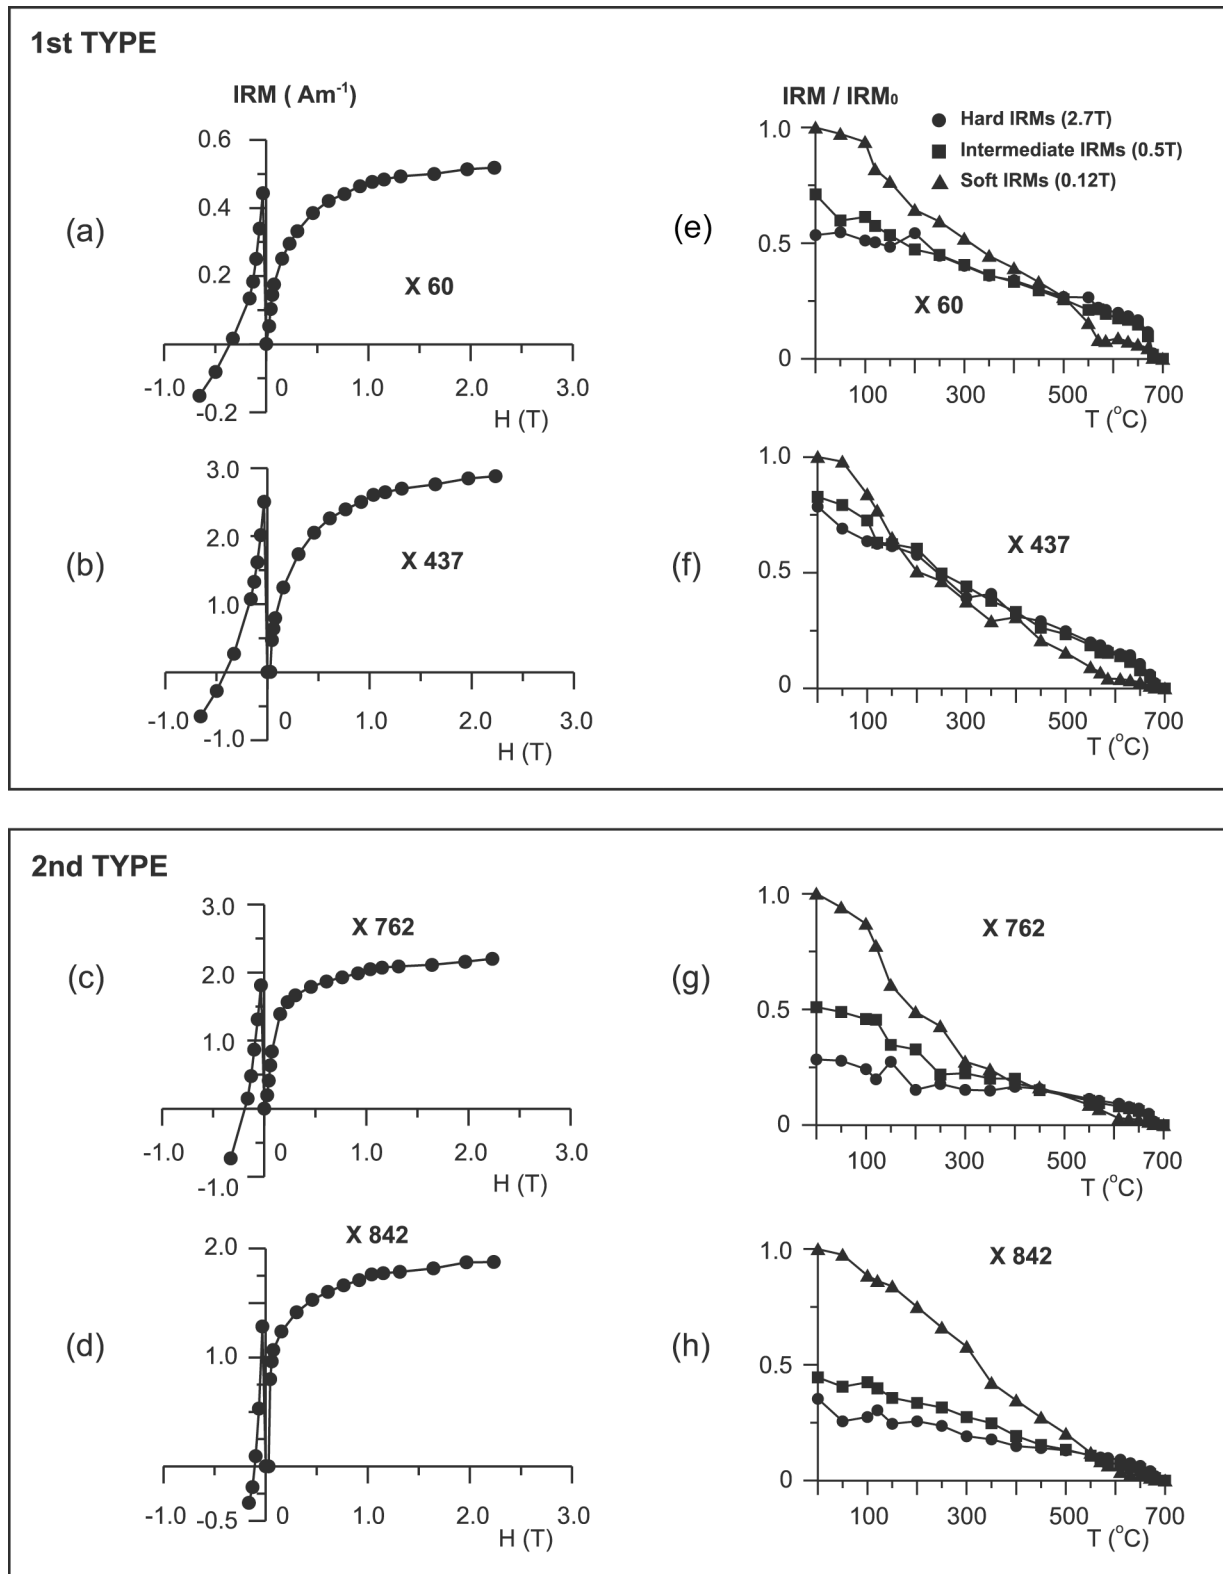 1st TYPE
IRM ( Am-1)
0.6
0.4
0.2
-0.2
-1.0
0
1.0
2.0
3.0
H (T)
(a)
X 60
IRM / IRM₀
Hard IRMs (2.7T)
Intermediate IRMs (0.5T)
Soft IRMs (0.12T)
1.0
0.5
0
100
300
500
700
T (°C)
(e)
X 60
3.0
2.0
1.0
-1.0
-1.0
0
1.0
2.0
3.0
H (T)
(b)
X 437
1.0
0.5
0
100
300
500
700
T (°C)
(f)
X 437
2nd TYPE
3.0
2.0
1.0
-1.0
-1.0
0
1.0
2.0
3.0
H (T)
(c)
X 762
1.0
0.5
0
100
300
500
700
T (°C)
(g)
X 762
2.0
1.0
-0.5
-1.0
0
1.0
2.0
3.0
H (T)
(d)
X 842
1.0
0.5
0
100
300
500
700
T (°C)
(h)
X 842